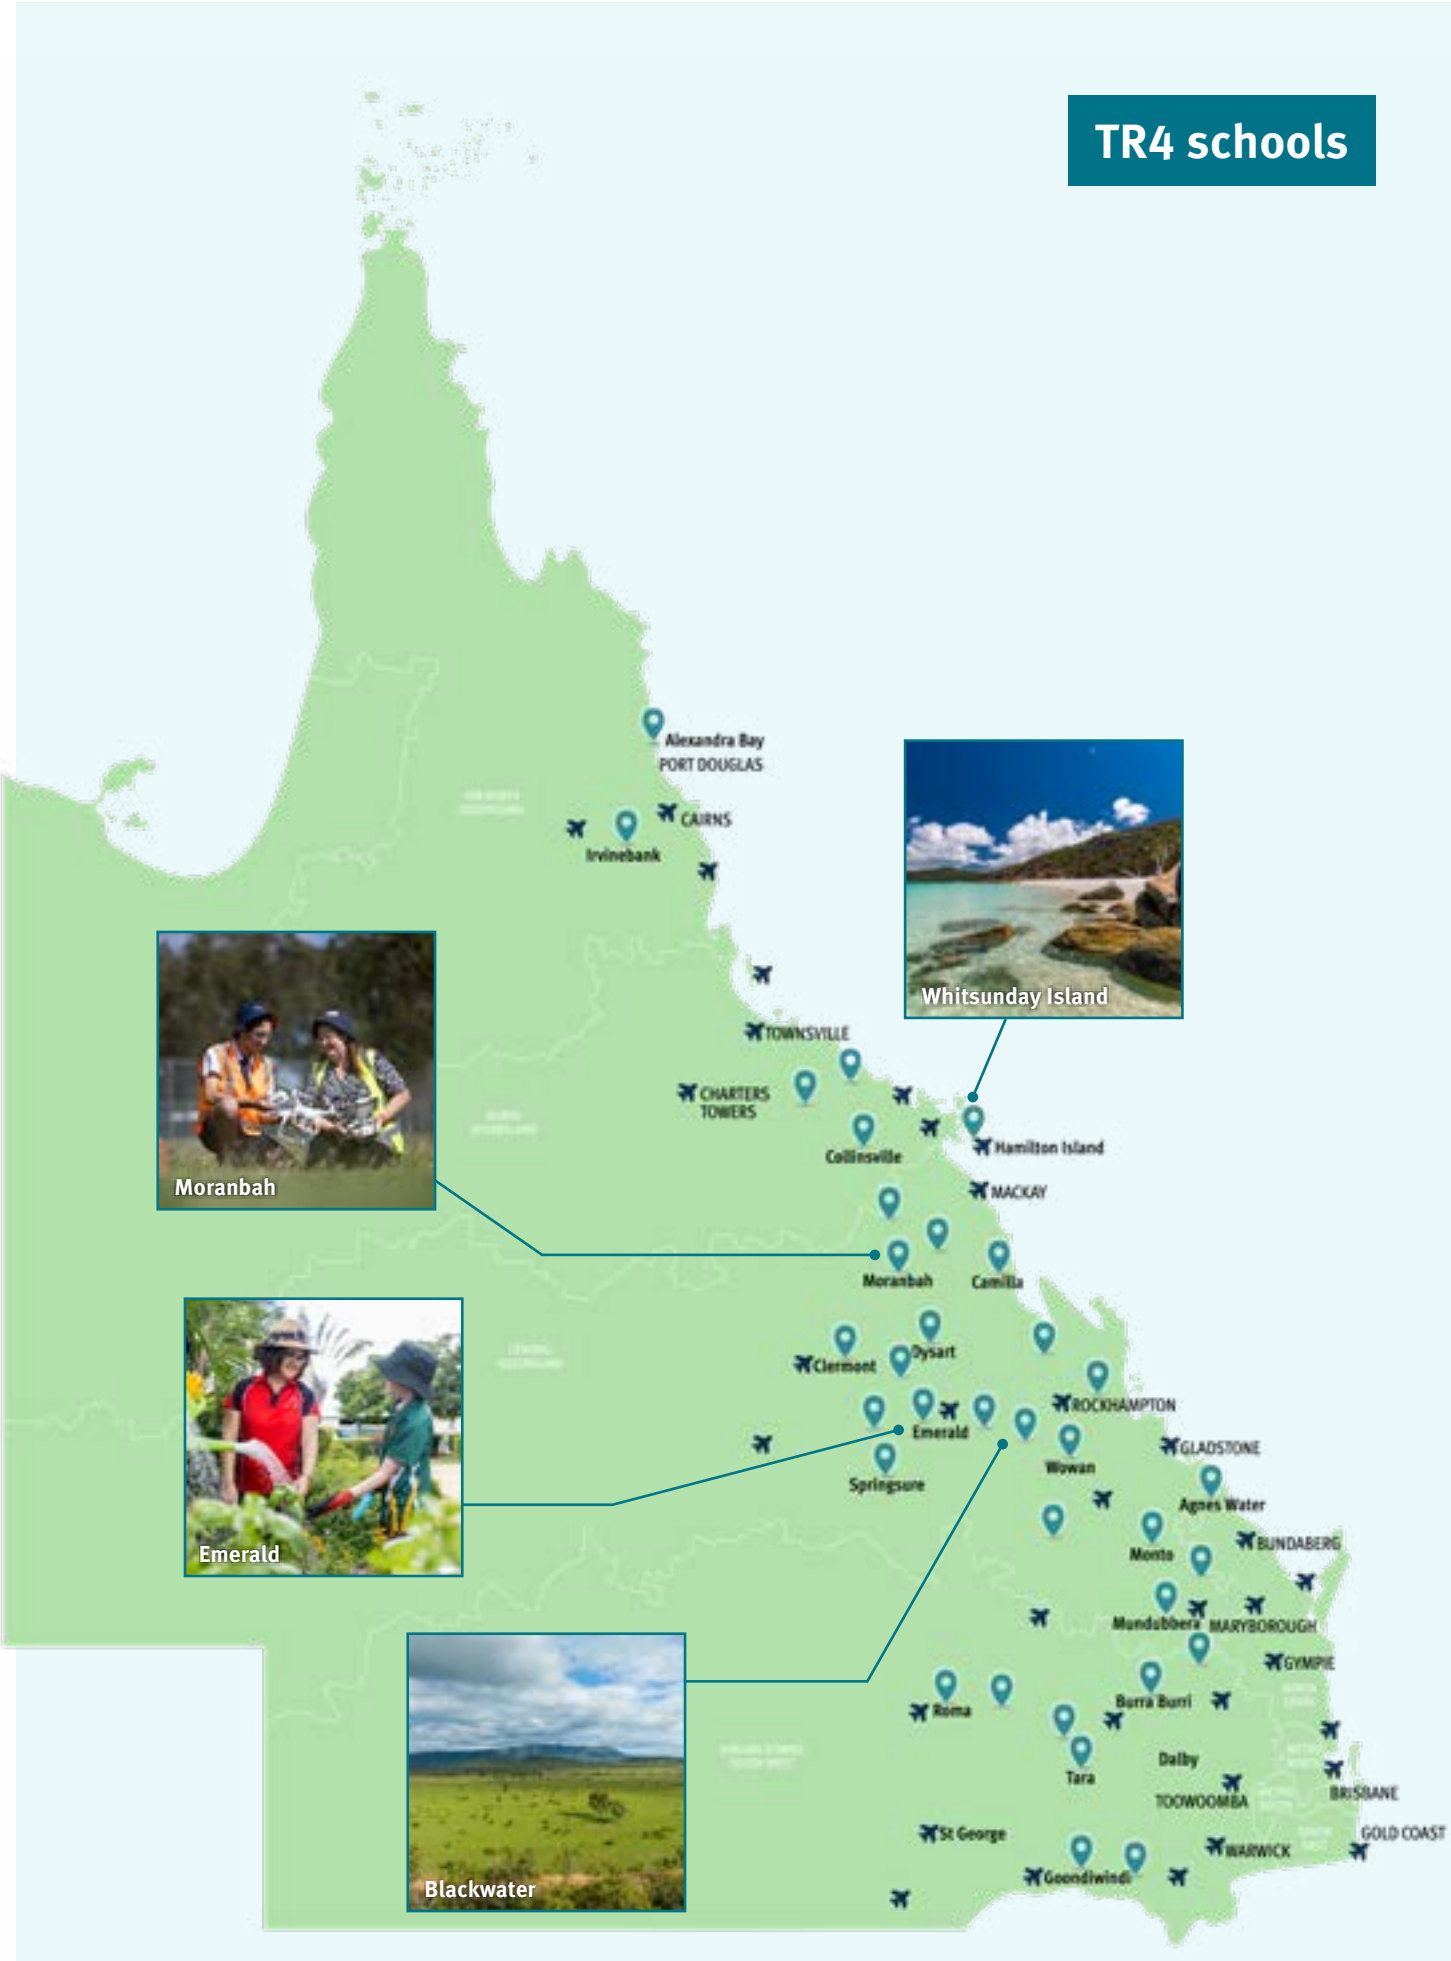 TR4 schools
Alexandra Bay
PORT DOUGLAS
CAIRNS
Irvinebank
Whitsunday Island
TOWNSVILLE
CHARTERS
TOWERS
Moranbah
Collinsville
Hamilton Island
MACKAY
Moranbah
Camilla
Dysart
Clermont
Emerald
ROCKHAMPTON
Emerald
GLADSTONE
Wowan
Springsure
Agnes Water
BUNDABERG
Monto
Mundubbera
MARYBOROUGH
GYMPIE
Burra Burri
Roma
Blackwater
Dalby
Tara
TOOWOOMBA
BRISBANE
St George
GOLD COAST
WARWICK
Goondiwindi